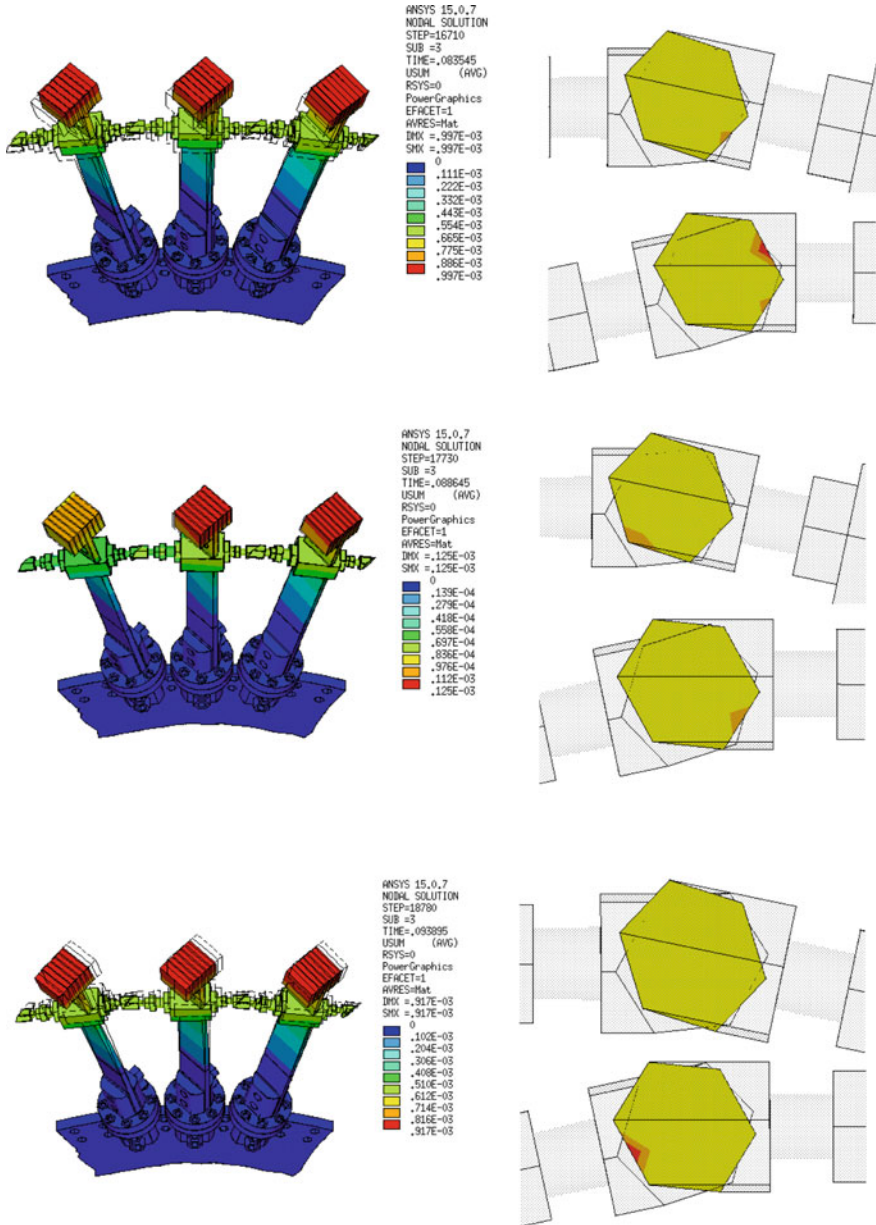 ANSYS 15.0.7
NODAL SOLUTION
STEP=16710
SUB =3
TIME=.083545
USUM (AVG)
RSYS=0
PowerGraphics
EFACET=1
AVRES=Mat
DMX =.997E-03
SMX =.997E-03
0
.111E-03
.222E-03
.332E-03
.443E-03
.554E-03
.665E-03
.775E-03
.886E-03
.997E-03
ANSYS 15.0.7
NODAL SOLUTION
STEP=17730
SUB =3
TIME=.088645
USUM (AVG)
RSYS=0
PowerGraphics
EFACET=1
AVRES=Mat
DMX =.125E-03
SMX =.125E-03
0
.139E-04
.279E-04
.418E-04
.558E-04
.697E-04
.836E-04
.976E-04
.112E-03
.125E-03
ANSYS 15.0.7
NODAL SOLUTION
STEP=18780
SUB =3
TIME=.093895
USUM (AVG)
RSYS=0
PowerGraphics
EFACET=1
AVRES=Mat
DMX =.917E-03
SMX =.917E-03
0
.102E-03
.204E-03
.306E-03
.408E-03
.510E-03
.612E-03
.714E-03
.816E-03
.917E-03